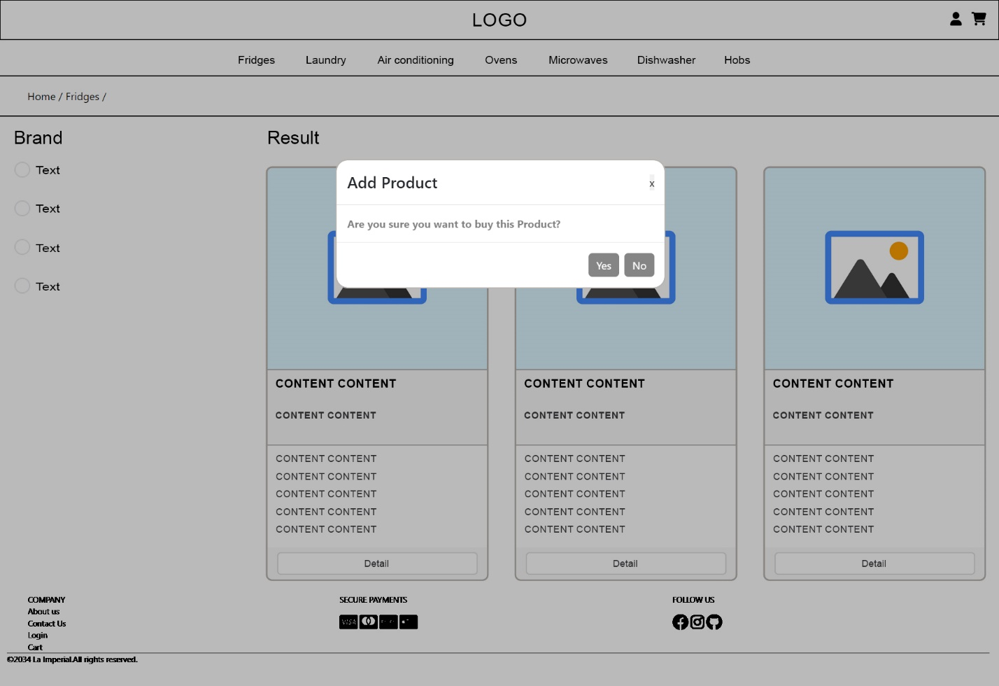 LOGO
Fridges Laundry Air conditioning Ovens Microwaves Dishwasher Hobs
Home / Fridges /
Brand
Text
Text
Text
Text
Result
Add Product x
Are you sure you want to buy this Product?
Yes No
CONTENT CONTENT
CONTENT CONTENT
CONTENT CONTENT
CONTENT CONTENT
CONTENT CONTENT
CONTENT CONTENT
CONTENT CONTENT
Detail
CONTENT CONTENT
CONTENT CONTENT
CONTENT CONTENT
CONTENT CONTENT
CONTENT CONTENT
CONTENT CONTENT
CONTENT CONTENT
Detail
CONTENT CONTENT
CONTENT CONTENT
CONTENT CONTENT
CONTENT CONTENT
CONTENT CONTENT
CONTENT CONTENT
CONTENT CONTENT
Detail
COMPANY
About us
Contact Us
Login
Cart
SECURE PAYMENTS
VISA
FOLLOW US
©2034 La Imperial.All rights reserved.